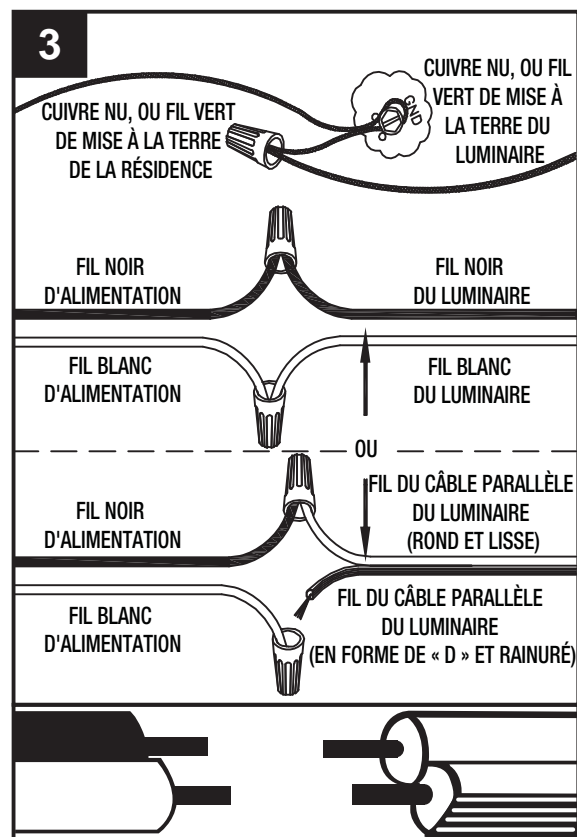 3
CUIVRE NU, OU FIL VERT
DE MISE À LA TERRE
DE LA RÉSIDENCE
CUIVRE NU, OU FIL
VERT DE MISE À
LA TERRE DU
LUMINAIRE
GND
FIL NOIR
D'ALIMENTATION
FIL NOIR
DU LUMINAIRE
FIL BLANC
D'ALIMENTATION
FIL BLANC
DU LUMINAIRE
OU
FIL NOIR
D'ALIMENTATION
FIL DU CÂBLE PARALLÈLE
DU LUMINAIRE
(ROND ET LISSE)
FIL BLANC
D'ALIMENTATION
FIL DU CÂBLE PARALLÈLE
DU LUMINAIRE
(EN FORME DE « D » ET RAINURÉ)